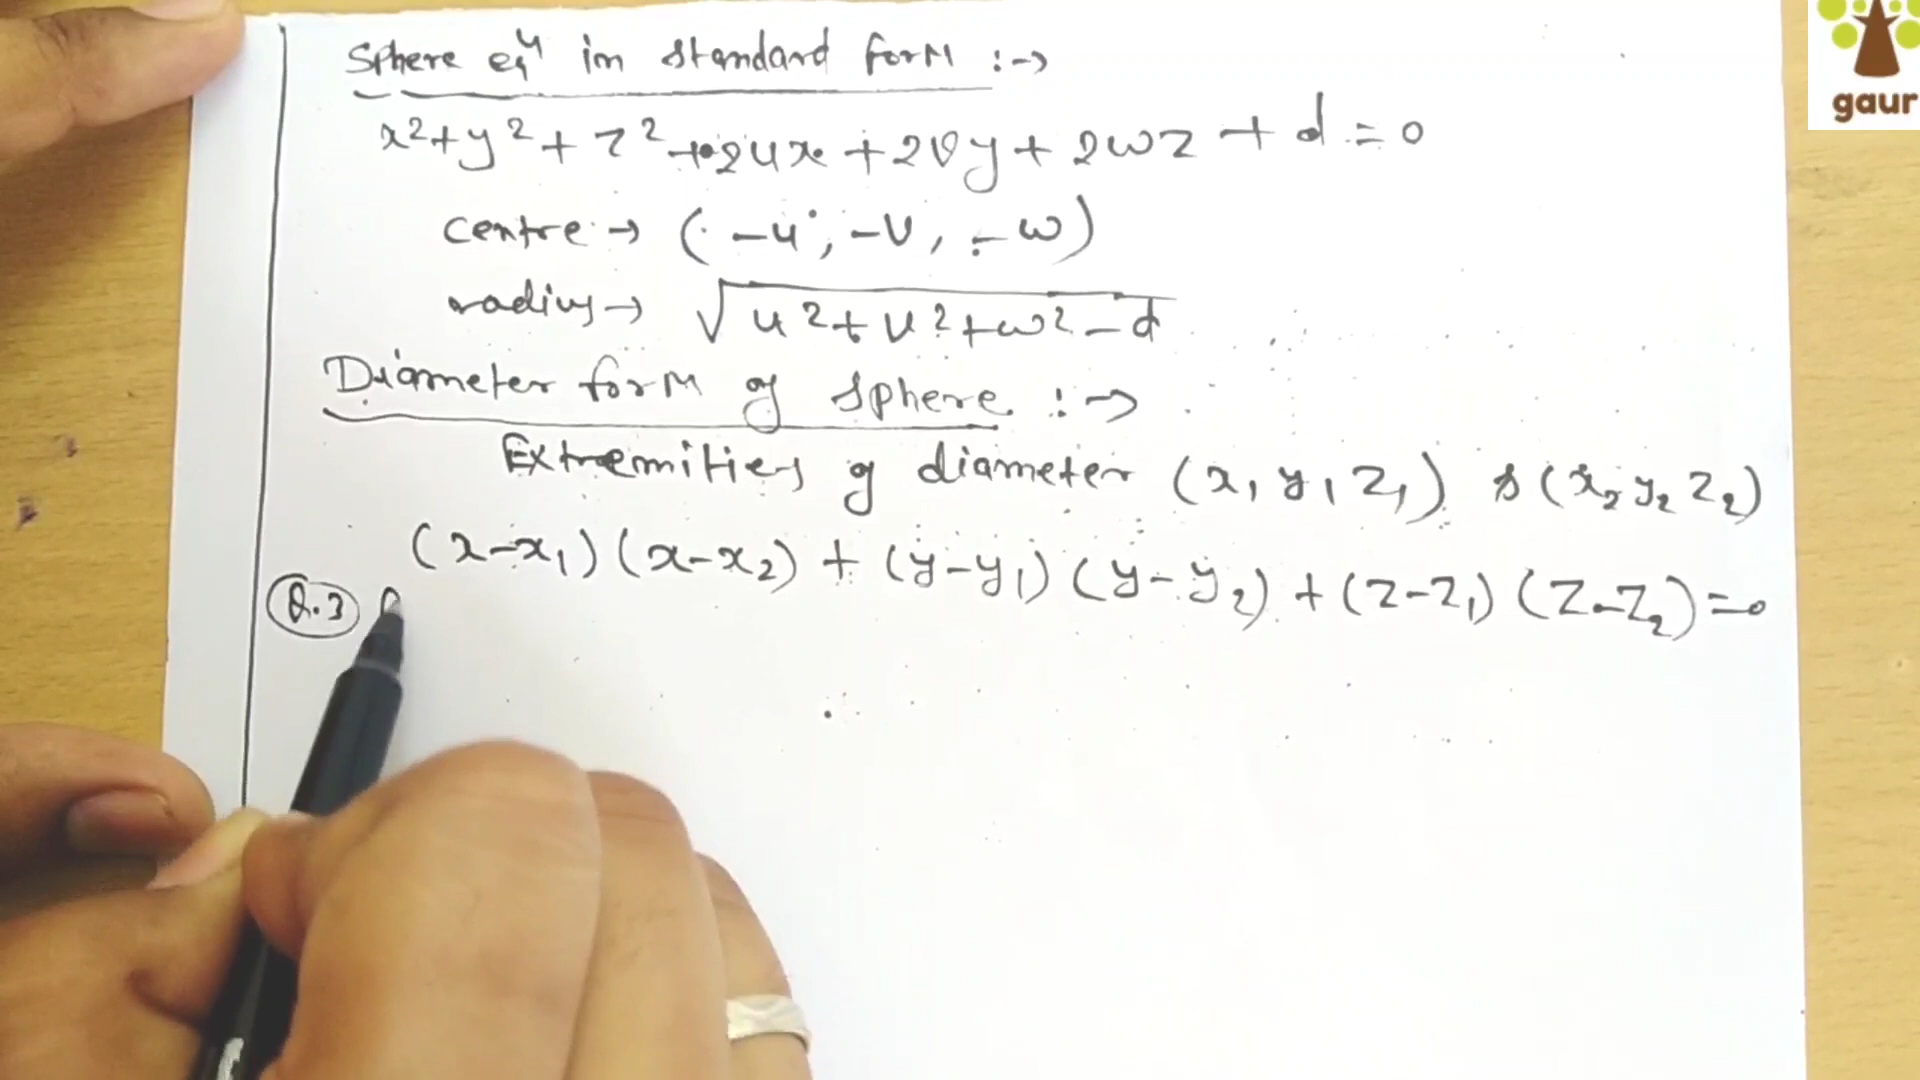 Sphere eqn in standard form :→
x²+y²+z²+2ux+2vy+2wz+d=0
centre → (-u, -v, -w)
radius → √u²+v²+w²-d
Diameter form of sphere :→
Extremities of diameter (x₁ y₁ z₁) & (x₂ y₂ z₂)
(x-x₁)(x-x₂)+(y-y₁)(y-y₂)+(z-z₁)(z-z₂)=0
Q.3
gaur